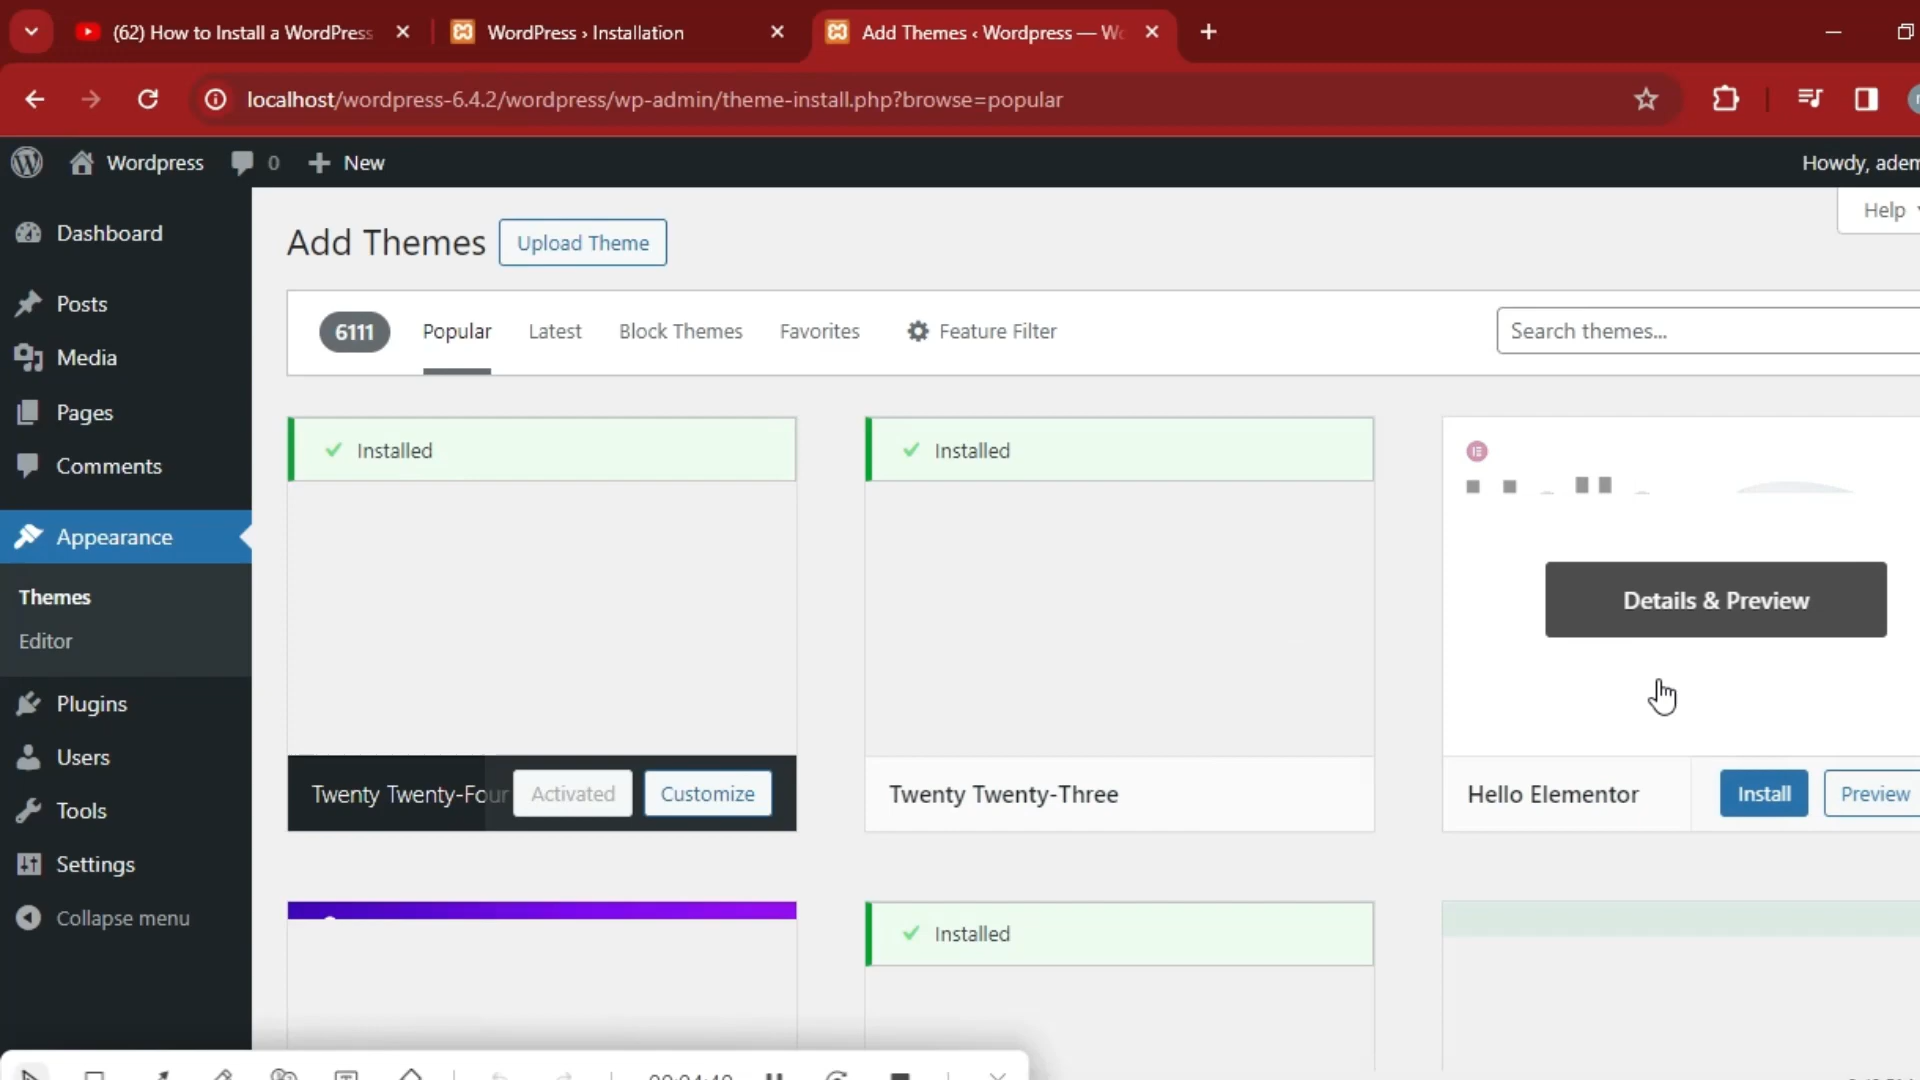 (62) How to Install a WordPress
WordPress › Installation
Add Themes ‹ Wordpress — Wo
localhost/wordpress-6.4.2/wordpress/wp-admin/theme-install.php?browse=popular
Wordpress
0
New
Howdy, adem
Dashboard
Posts
Media
Pages
Comments
Appearance
Themes
Editor
Plugins
Users
Tools
Settings
Collapse menu
Help
Add Themes
Upload Theme
6111
Popular
Latest
Block Themes
Favorites
Feature Filter
Search themes...
Installed
Installed
Details & Preview
Twenty Twenty-Four
Activated
Customize
Twenty Twenty-Three
Hello Elementor
Install
Preview
Installed